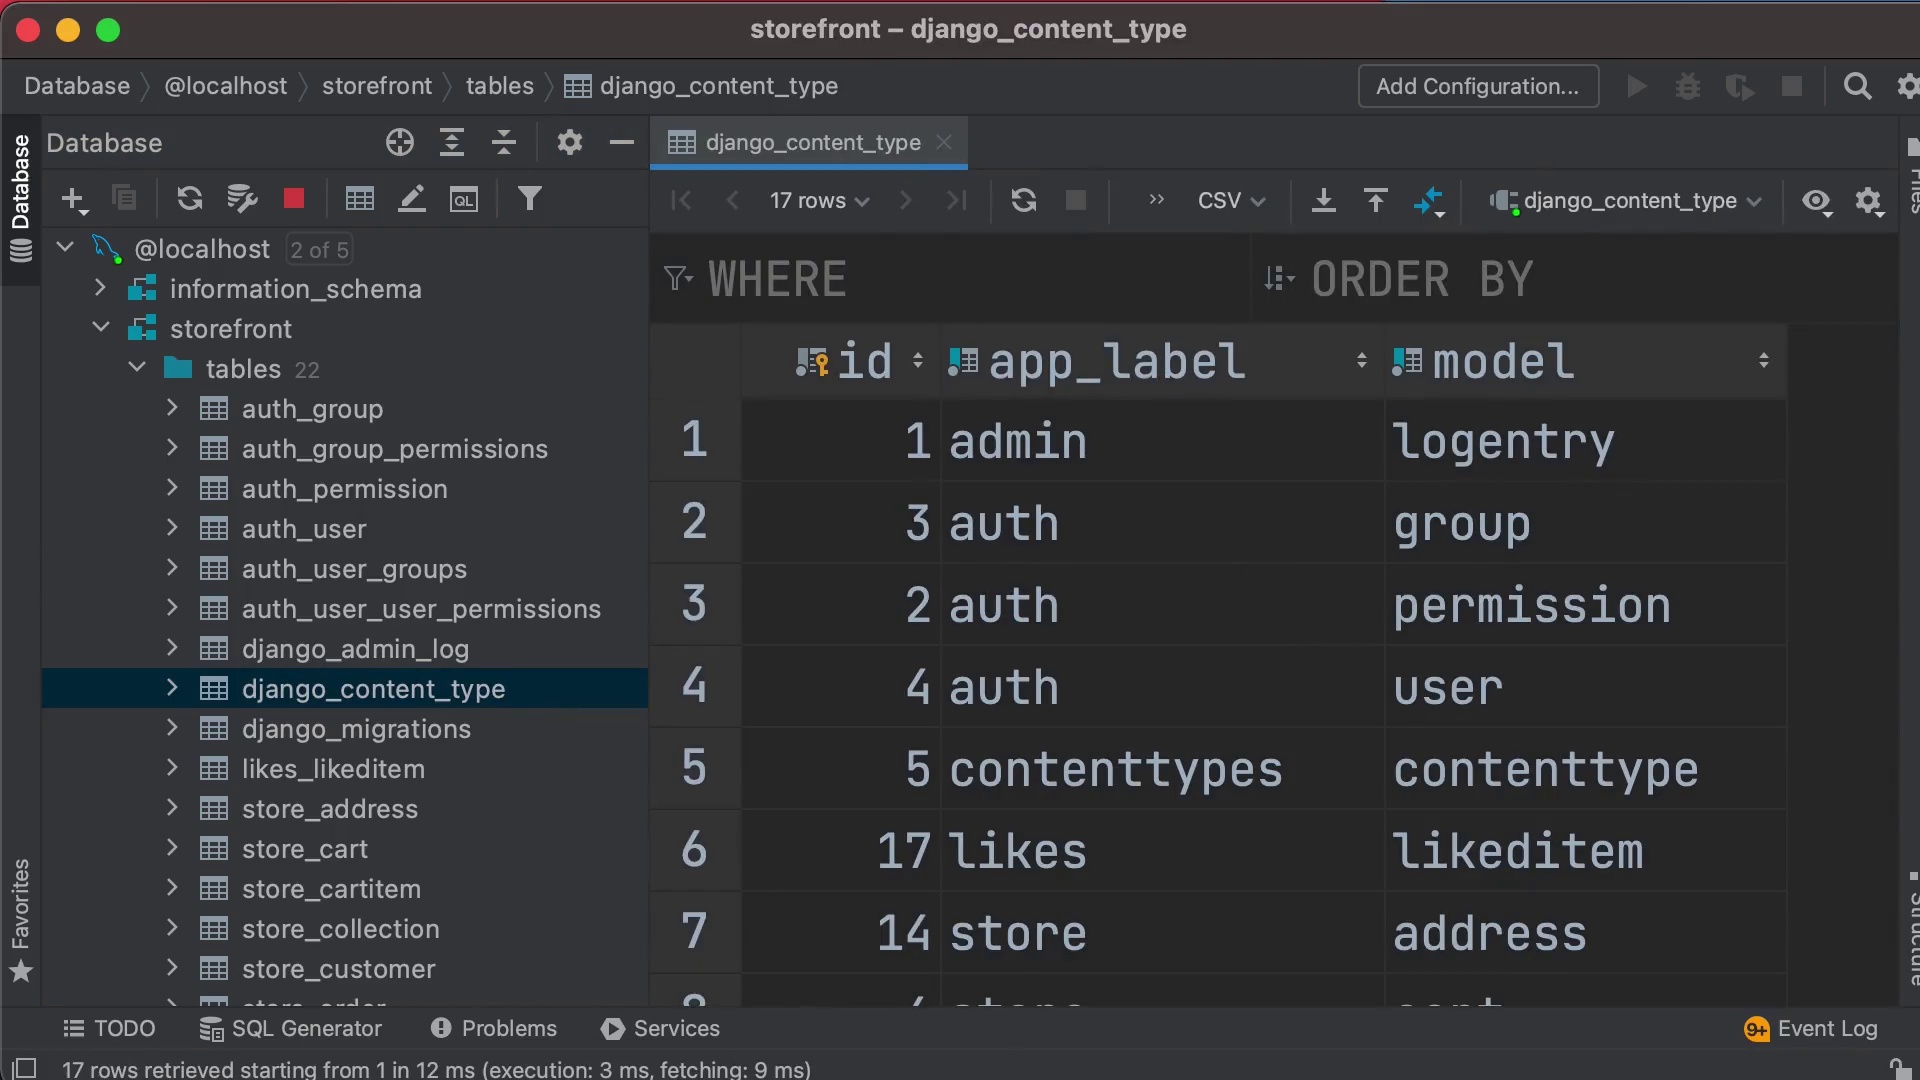 storefront – django_content_type
Database
@localhost
storefront
tables
django_content_type
Add Configuration...
Database
Database
django_content_type
Files
QL
17 rows
CSV
django_content_type
@localhost 2 of 5
information_schema
storefront
tables 22
auth_group
auth_group_permissions
auth_permission
auth_user
auth_user_groups
auth_user_user_permissions
django_admin_log
django_content_type
django_migrations
likes_likeditem
store_address
store_cart
store_cartitem
store_collection
store_customer
WHERE
ORDER BY
id app_label model
1 1 admin logentry
2 3 auth group
3 2 auth permission
4 4 auth user
5 5 contenttypes contenttype
6 17 likes likeditem
7 14 store address
Favorites
Structure
TODO
SQL Generator
Problems
Services
9+ Event Log
17 rows retrieved starting from 1 in 12 ms (execution: 3 ms, fetching: 9 ms)